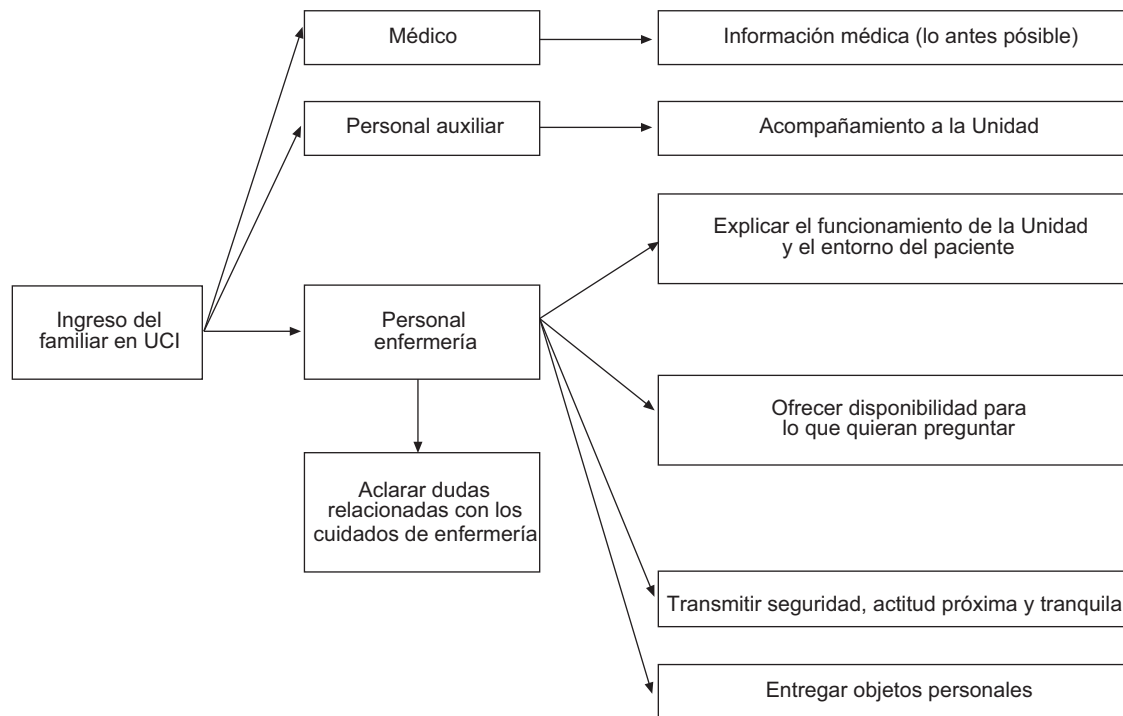 Médico
Información médica (lo antes pósible)
Personal auxiliar
Acompañamiento a la Unidad
Explicar el funcionamiento de la Unidad
y el entorno del paciente
Ingreso del
familiar en UCI
Personal
enfermería
Ofrecer disponibilidad para
lo que quieran preguntar
Aclarar dudas
relacionadas con los
cuidados de enfermería
Transmitir seguridad, actitud próxima y tranquila
Entregar objetos personales